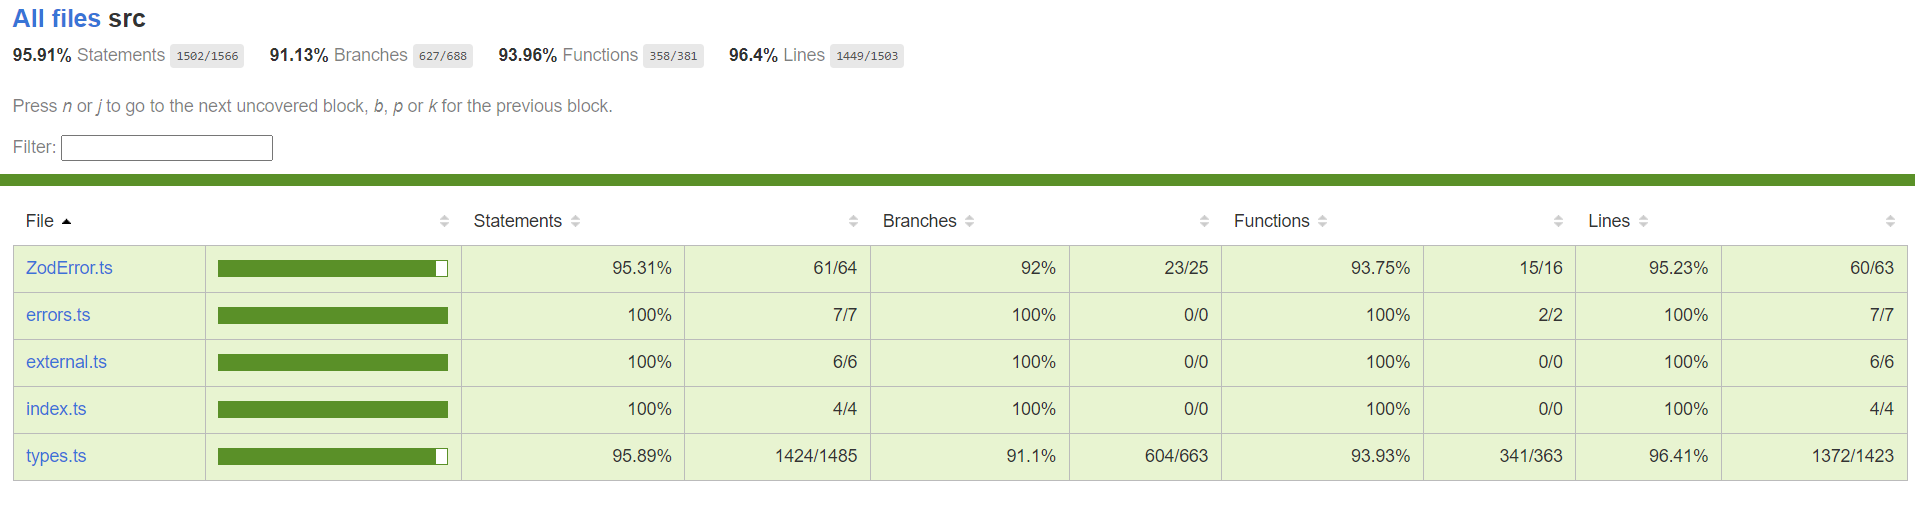 All files src
95.91% Statements 1502/1566 91.13% Branches 627/688 93.96% Functions 358/381 96.4% Lines 1449/1503
Press n or j to go to the next uncovered block, b, p or k for the previous block.
Filter:
File Statements Branches Functions Lines
ZodError.ts 95.31% 61/64 92% 23/25 93.75% 15/16 95.23% 60/63
errors.ts 100% 7/7 100% 0/0 100% 2/2 100% 7/7
external.ts 100% 6/6 100% 0/0 100% 0/0 100% 6/6
index.ts 100% 4/4 100% 0/0 100% 0/0 100% 4/4
types.ts 95.89% 1424/1485 91.1% 604/663 93.93% 341/363 96.41% 1372/1423